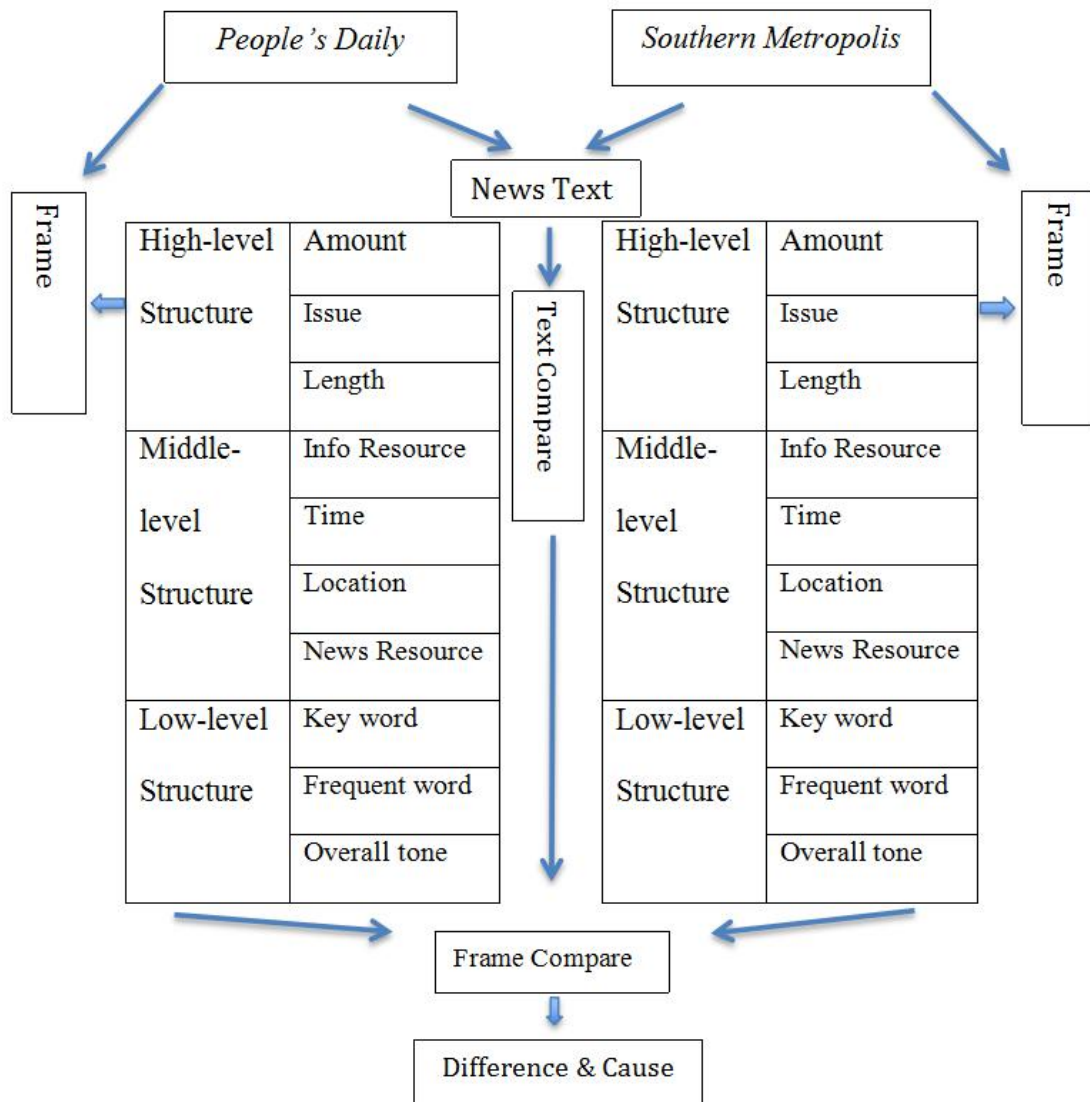 People’s Daily
Southern Metropolis
News Text
Frame
Frame
High-level
Structure
Amount
Issue
Length
Middle-
level
Structure
Info Resource
Time
Location
News Resource
Low-level
Structure
Key word
Frequent word
Overall tone
Text Compare
High-level
Structure
Amount
Issue
Length
Middle-
level
Structure
Info Resource
Time
Location
News Resource
Low-level
Structure
Key word
Frequent word
Overall tone
Frame Compare
Difference & Cause